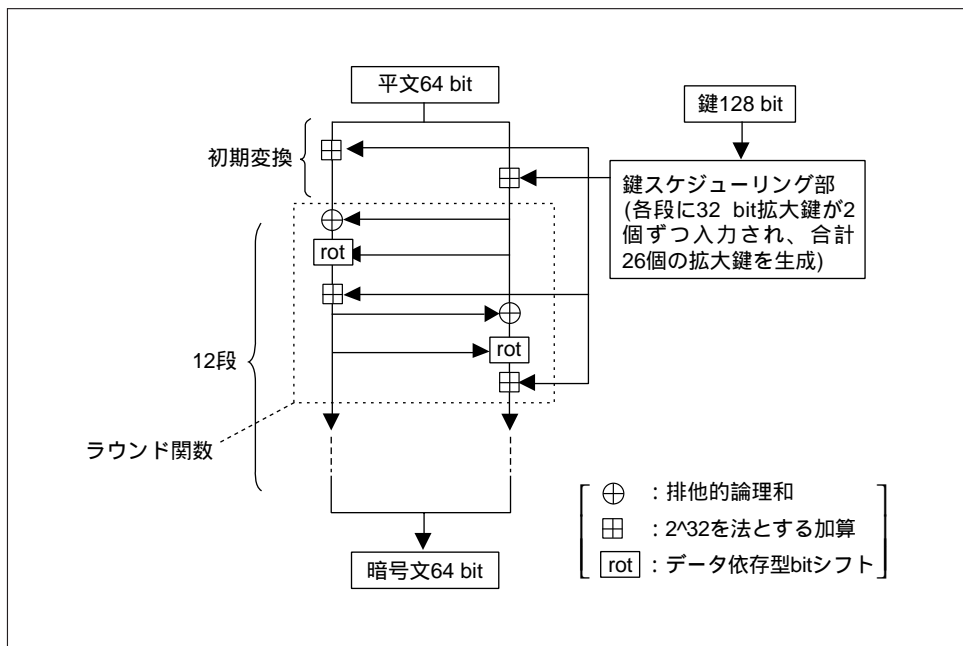 平文64 bit
鍵128 bit
初期変換
鍵スケジューリング部
(各段に32 bit拡大鍵が2
個ずつ入力され、合計
26個の拡大鍵を生成)
rot
rot
12段
ラウンド関数
：排他的論理和
：2^32を法とする加算
rot ：データ依存型bitシフト
暗号文64 bit